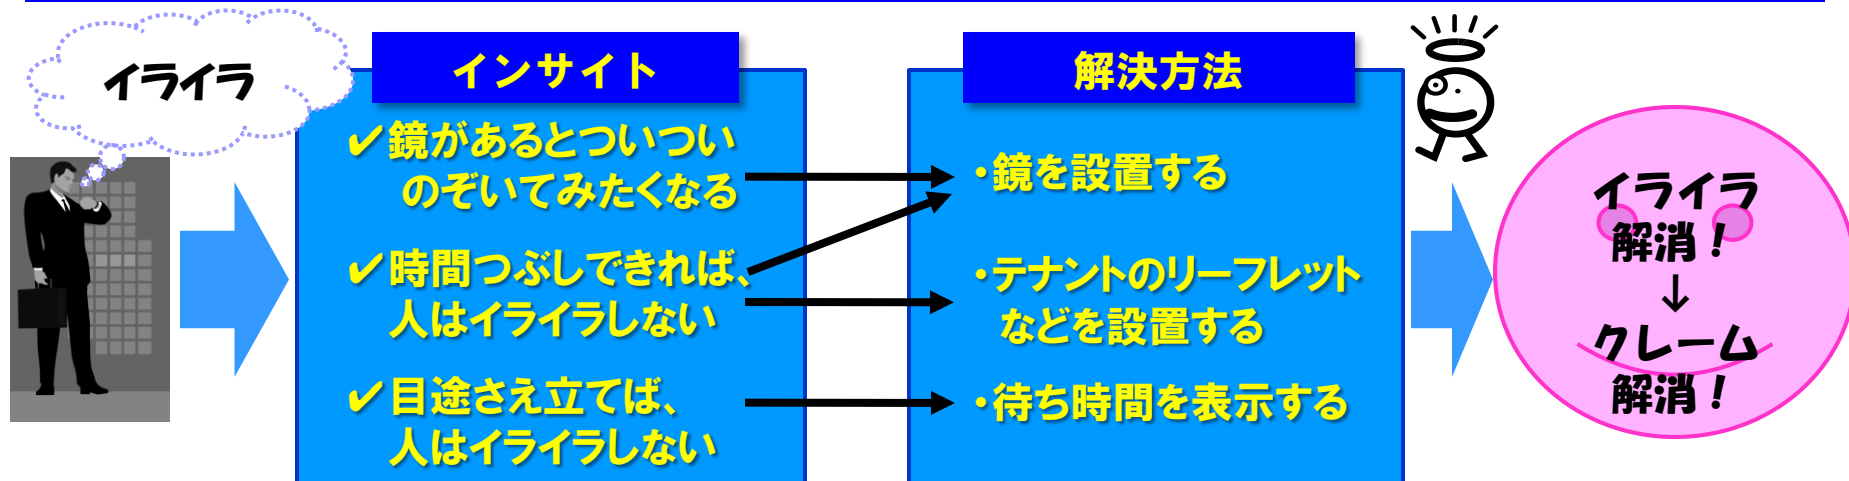 イライラ
インサイト
✔鏡があるとついつい
のぞいてみたくなる
✔時間つぶしできれば、
人はイライラしない
✔目途さえ立てば、
人はイライラしない
解決方法
・鏡を設置する
・テナントのリーフレット
などを設置する
・待ち時間を表示する
イライラ
解消！
↓
クレーム
解消！